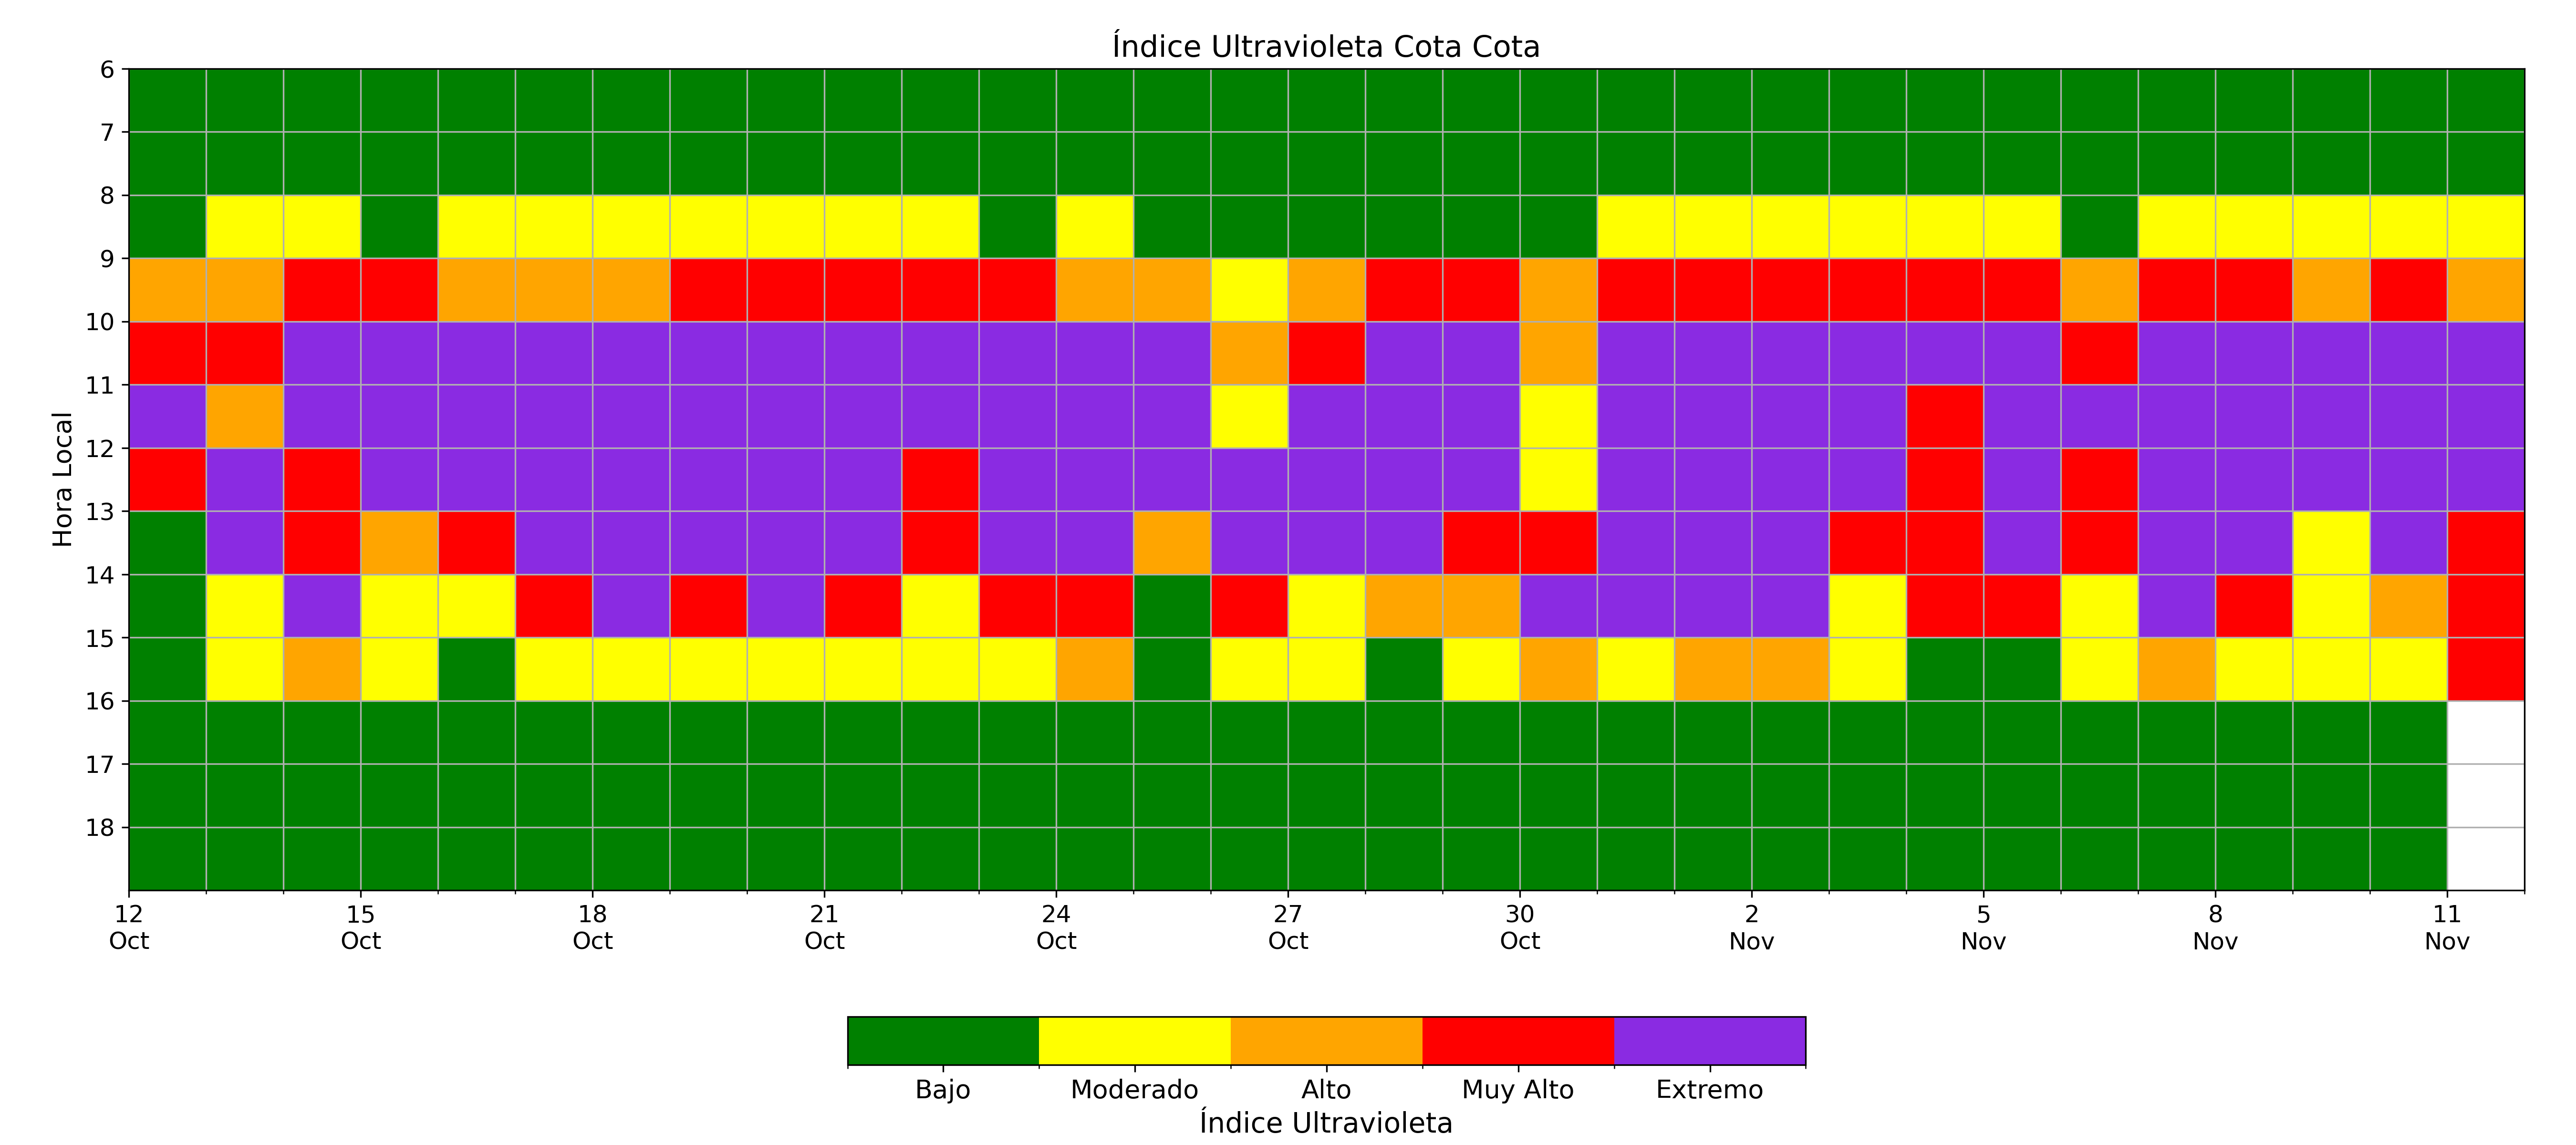 Índice Ultravioleta Cota Cota
Hora Local
6
7
8
9
10
11
12
13
14
15
16
17
18
12 15 18 21 24 27 30 2 5 8 11
Oct Oct Oct Oct Oct Oct Oct Nov Nov Nov Nov
Bajo Moderado Alto Muy Alto Extremo
Índice Ultravioleta